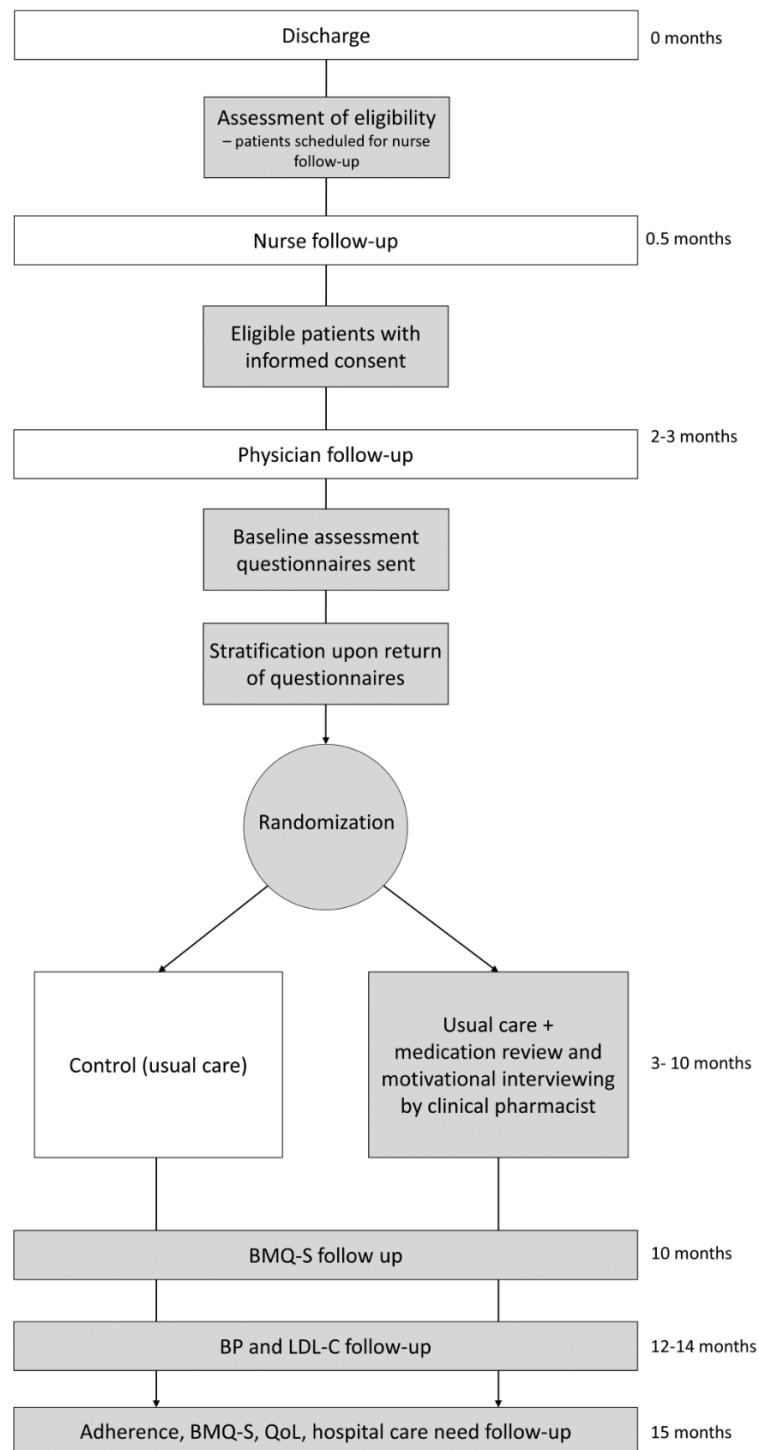 Discharge
0 months
Assessment of eligibility
– patients scheduled for nurse
follow-up
Nurse follow-up
0.5 months
Eligible patients with
informed consent
2-3 months
Physician follow-up
Baseline assessment
questionnaires sent
Stratification upon return
of questionnaires
Randomization
Control (usual care)
Usual care +
medication review and
motivational interviewing
by clinical pharmacist
3- 10 months
BMQ-S follow up
10 months
BP and LDL-C follow-up
12-14 months
Adherence, BMQ-S, QoL, hospital care need follow-up
15 months